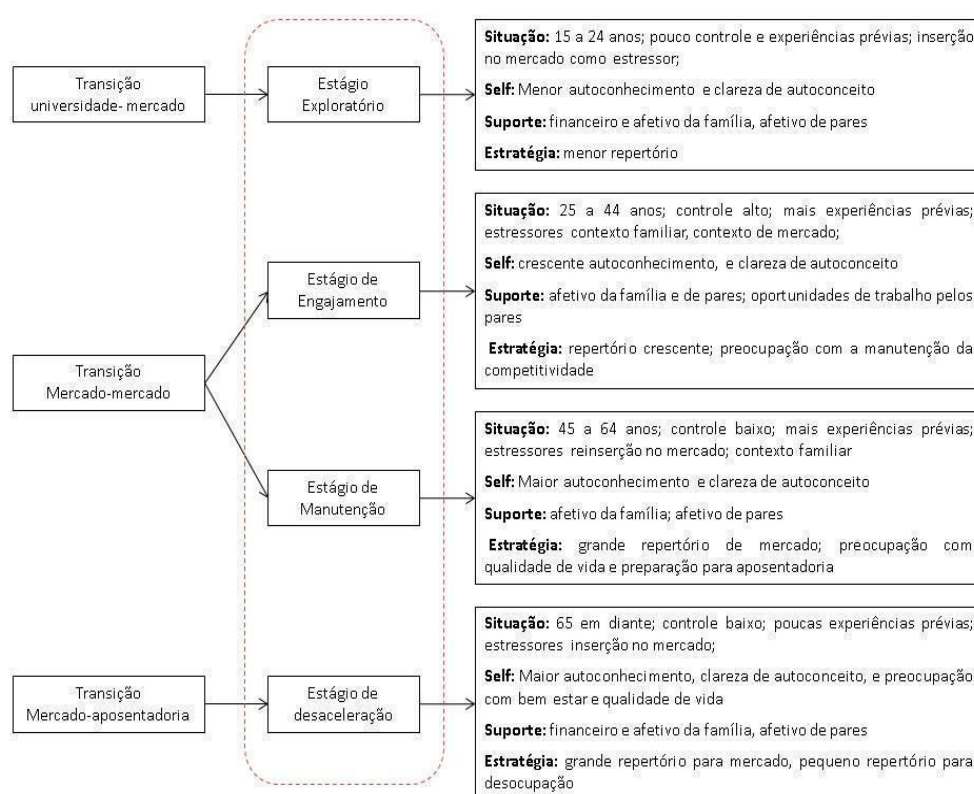 Transição
universidade- mercado
Estágio
Exploratório
Situação: 15 a 24 anos; pouco controle e experiências prévias; inserção
no mercado como estressor;
Self: Menor autoconhecimento e clareza de autoconceito
Suporte: financeiro e afetivo da família, afetivo de pares
Estratégia: menor repertório
Transição
Mercado-mercado
Estágio de
Engajamento
Situação: 25 a 44 anos; controle alto; mais experiências prévias;
estressores contexto familiar, contexto de mercado;
Self: crescente autoconhecimento, e clareza de autoconceito
Suporte: afetivo da família e de pares; oportunidades de trabalho pelos
pares
Estratégia: repertório crescente; preocupação com a manutenção da
competitividade
Estágio de
Manutenção
Situação: 45 a 64 anos; controle baixo; mais experiências prévias;
estressores reinserção no mercado; contexto familiar
Self: Maior autoconhecimento e clareza de autoconceito
Suporte: afetivo da família; afetivo de pares
Estratégia: grande repertório de mercado; preocupação com
qualidade de vida e preparação para aposentadoria
Transição
Mercado-aposentadoria
Estágio de
desaceleração
Situação: 65 em diante; controle baixo; poucas experiências prévias;
estressores inserção no mercado;
Self: Maior autoconhecimento, clareza de autoconceito, e preocupação
com bem estar e qualidade de vida
Suporte: financeiro e afetivo da família, afetivo de pares
Estratégia: grande repertório para mercado, pequeno repertório para
desocupação